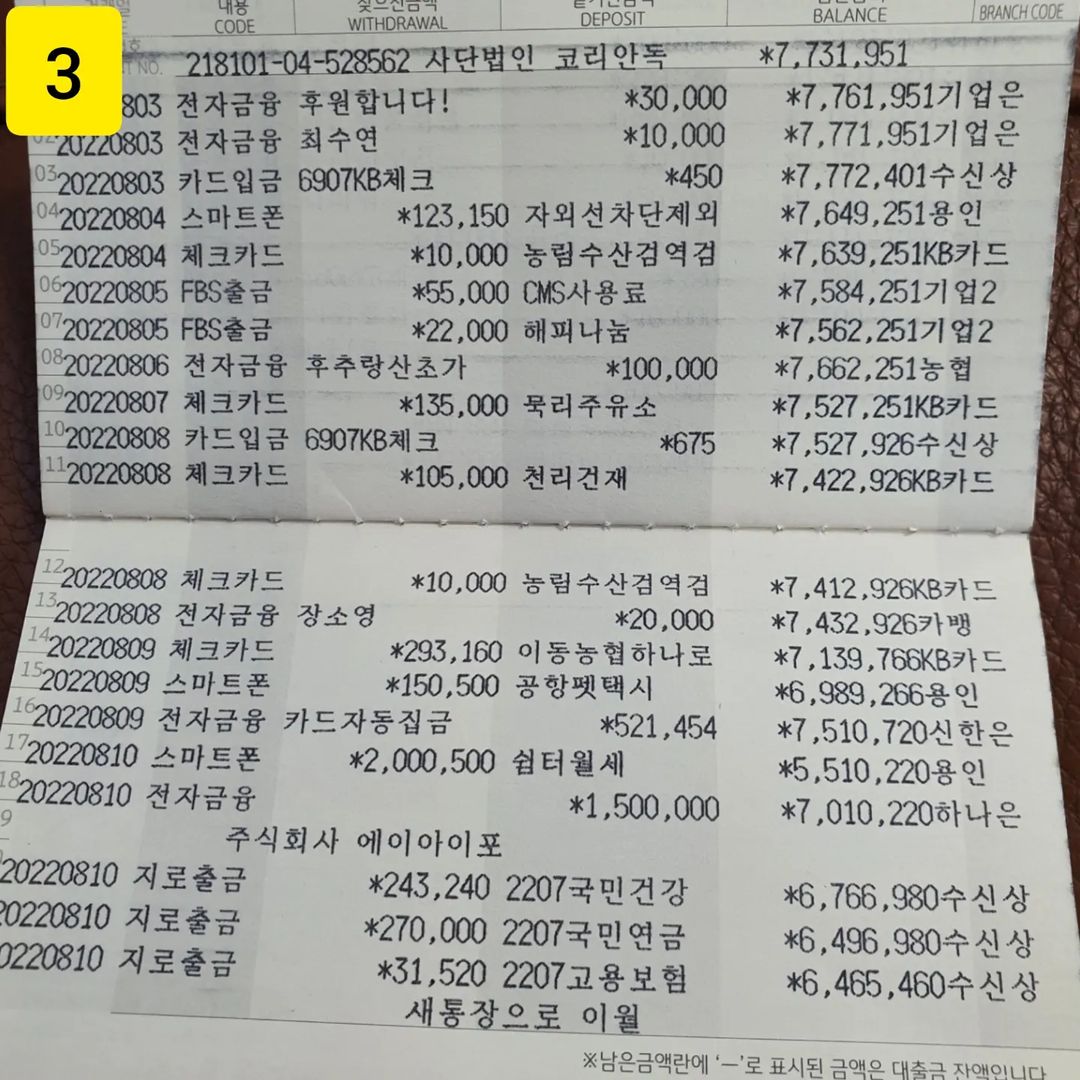 3
내용 찾으신금액
CODE WITHDRAWAL DEPOSIT BALANCE BRANCH CODE
NO. 218101-04-528562 사단법인 코리안독 *7,731,951
803 전자금융 후원합니다! *30,000 *7,761,951기업은
02 20220803 전자금융 최수연 *10,000 *7,771,951기업은
03 20220803 카드입금 6907KB체크 *450 *7,772,401수신상
04 20220804 스마트폰 *123,150 자외선차단제외 *7,649,251용인
05 20220804 체크카드 *10,000 농림수산검역검 *7,639,251KB카드
06 20220805 FBS출금 *55,000 CMS사용료 *7,584,251기업2
07 20220805 FBS출금 *22,000 해피나눔 *7,562,251기업2
08 20220806 전자금융 후추랑산초가 *100,000 *7,662,251농협
09 20220807 체크카드 *135,000 묵리주유소 *7,527,251KB카드
10 20220808 카드입금 6907KB체크 *675 *7,527,926수신상
11 20220808 체크카드 *105,000 천리건재 *7,422,926KB카드
12 20220808 체크카드 *10,000 농림수산검역검 *7,412,926KB카드
13 20220808 전자금융 장소영 *20,000 *7,432,926카뱅
14 20220809 체크카드 *293,160 이동농협하나로 *7,139,766KB카드
15 20220809 스마트폰 *150,500 공항펫택시 *6,989,266용인
16 20220809 전자금융 카드자동집금 *521,454 *7,510,720신한은
17 20220810 스마트폰 *2,000,500 쉼터월세 *5,510,220용인
18 20220810 전자금융 *1,500,000 *7,010,220하나은
9 주식회사 에이아이포
20220810 지로출금 *243,240 2207국민건강 *6,766,980수신상
20220810 지로출금 *270,000 2207국민연금 *6,496,980수신상
0220810 지로출금 *31,520 2207고용보험 *6,465,460수신상
새통장으로 이월
※남은금액란에 ‘－’로 표시된 금액은 대출금 잔액입니다